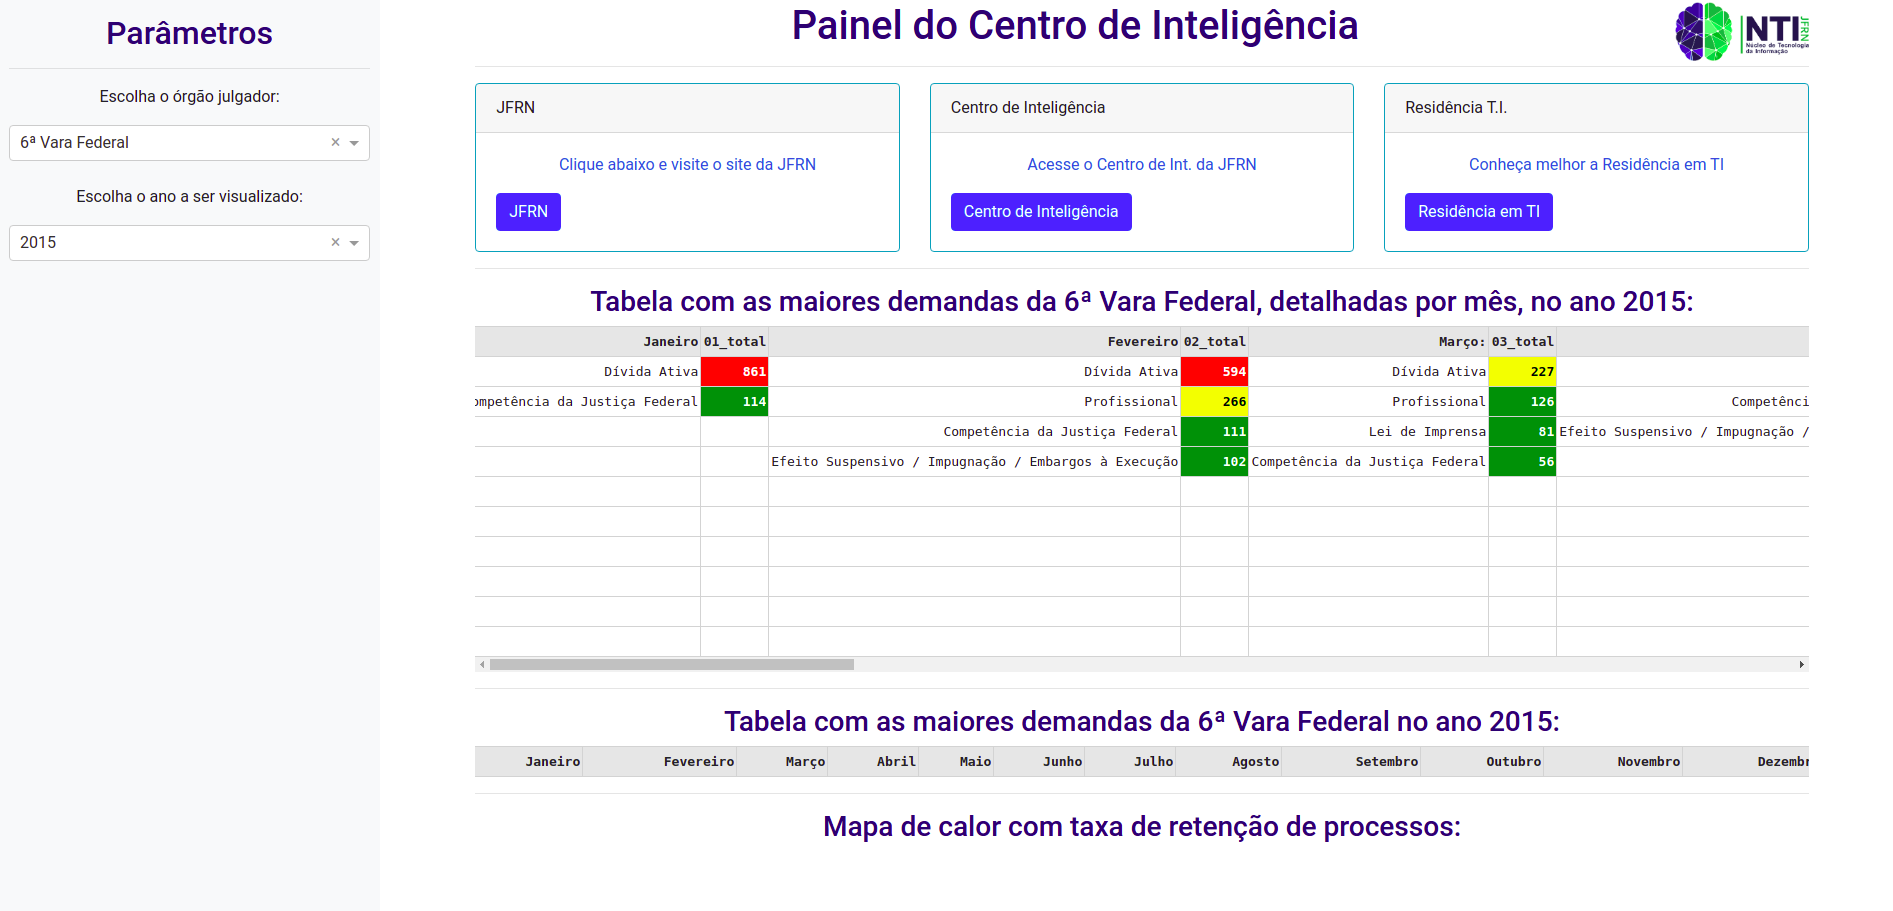 Parâmetros
Escolha o órgão julgador:
6ª Vara Federal × 
Escolha o ano a ser visualizado:
2015 ×
Painel do Centro de Inteligência
NTI JFRN
Núcleo de Tecnologia
da Informação
JFRN
Clique abaixo e visite o site da JFRN
JFRN
Centro de Inteligência
Acesse o Centro de Int. da JFRN
Centro de Inteligência
Residência T.I.
Conheça melhor a Residência em TI
Residência em TI
Tabela com as maiores demandas da 6ª Vara Federal, detalhadas por mês, no ano 2015:
Janeiro 01_total Fevereiro 02_total Março: 03_total
Dívida Ativa 861 Dívida Ativa 594 Dívida Ativa 227
ompetência da Justiça Federal 114 Profissional 266 Profissional 126 Competênci
Competência da Justiça Federal 111 Lei de Imprensa 81 Efeito Suspensivo / Impugnação /
Efeito Suspensivo / Impugnação / Embargos à Execução 102 Competência da Justiça Federal 56
Tabela com as maiores demandas da 6ª Vara Federal no ano 2015:
Janeiro Fevereiro Março Abril Maio Junho Julho Agosto Setembro Outubro Novembro Dezembr
Mapa de calor com taxa de retenção de processos: